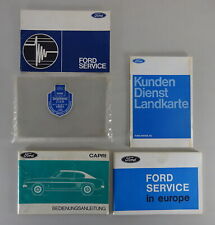 Ford
FORD
SERVICE
Ford
Kunden
Dienst
Landkarte
Ford
CAPRI
BEDIENUNGSANLEITUNG
Ford
FORD
SERVICE
in europe